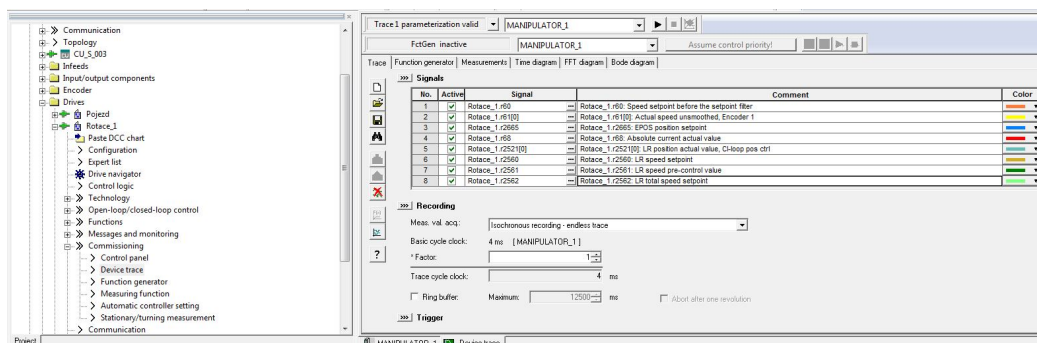 Communication
Topology
CU_S_003
Infeeds
Input/output components
Encoder
Drives
Pojezd
Rotace_1
Paste DCC chart
Configuration
Expert list
Drive navigator
Control logic
Technology
Open-loop/closed-loop control
Functions
Messages and monitoring
Commissioning
Control panel
Device trace
Function generator
Measuring function
Automatic controller setting
Stationary/turning measurement
Communication
Project
Trace 1 parameterization valid MANIPULATOR_1
FctGen inactive MANIPULATOR_1 Assume control priority!
Trace Function generator Measurements Time diagram FFT diagram Bode diagram
Signals
No. Active Signal Comment Color
1 Rotace_1.r60 ... Rotace_1.r60: Speed setpoint before the setpoint filter
2 Rotace_1.r61[0] ... Rotace_1.r61[0]: Actual speed unsmoothed, Encoder 1
3 Rotace_1.r2665 ... Rotace_1.r2665: EPOS position setpoint
4 Rotace_1.r68 ... Rotace_1.r68: Absolute current actual value
5 Rotace_1.r2521[0] ... Rotace_1.r2521[0]: LR position actual value, Cl-loop pos ctrl
6 Rotace_1.r2560 ... Rotace_1.r2560: LR speed setpoint
7 Rotace_1.r2561 ... Rotace_1.r2561: LR speed pre-control value
8 Rotace_1.r2562 ... Rotace_1.r2562: LR total speed setpoint
Recording
Meas. val. acq.: Isochronous recording - endless trace
Basic cycle clock: 4 ms [ MANIPULATOR_1 ]
* Factor: 1
Trace cycle clock: 4 ms
Ring buffer: Maximum: 12500 ms Abort after one revolution
?
Trigger
MANIPULATOR_1 Device trace